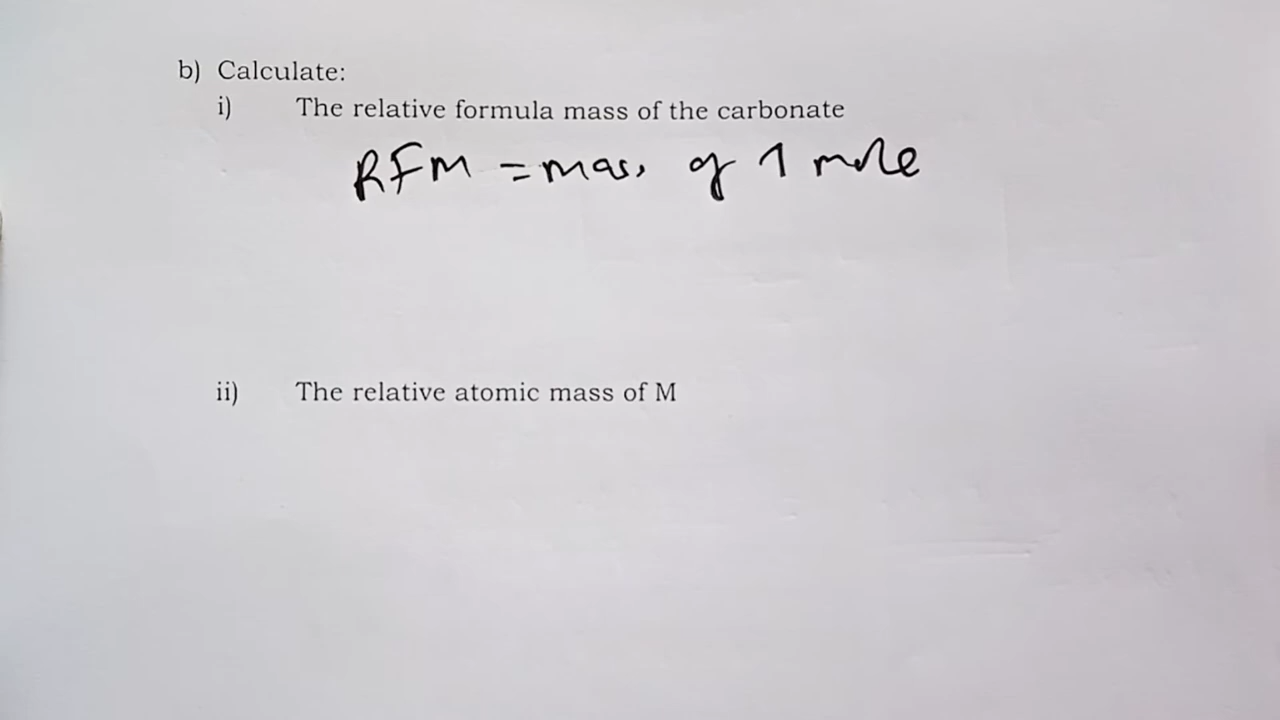 b) Calculate:
i) The relative formula mass of the carbonate
RFM = mass of 1 mole
ii) The relative atomic mass of M